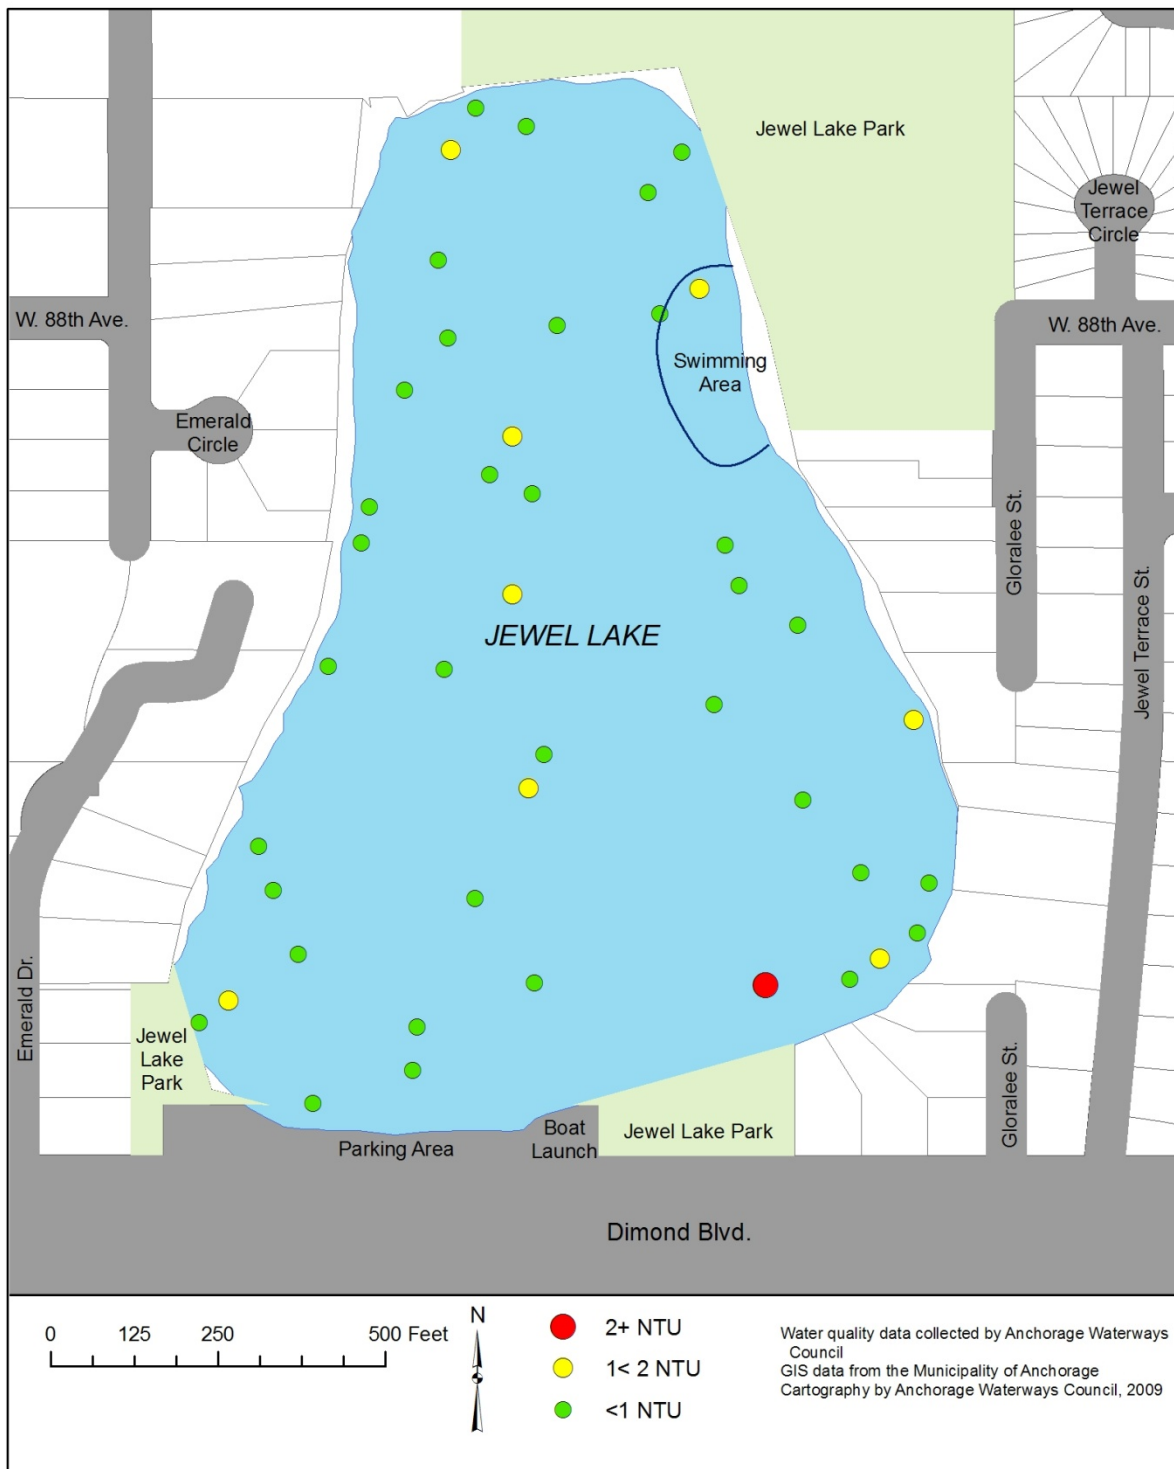 Jewel Lake Park
Jewel
Terrace
Circle
W. 88th Ave.
W. 88th Ave.
Swimming
Area
Emerald
Circle
Gloralee St.
Jewel Terrace St.
JEWEL LAKE
Emerald Dr.
Jewel
Lake
Park
Gloralee St.
Parking Area
Boat
Launch
Jewel Lake Park
Dimond Blvd.
0 125 250 500 Feet
N
2+ NTU
1< 2 NTU
<1 NTU
Water quality data collected by Anchorage Waterways
Council
GIS data from the Municipality of Anchorage
Cartography by Anchorage Waterways Council, 2009